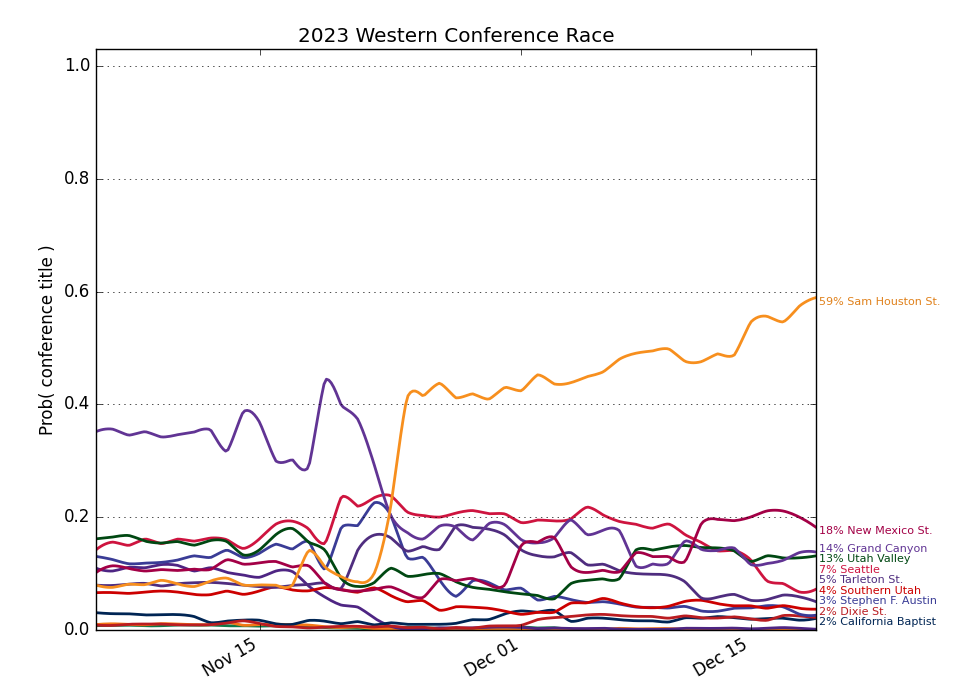 2023 Western Conference Race
Prob( conference title )
1.0
0.8
0.6
0.4
0.2
0.0
Nov 15
Dec 01
Dec 15
59% Sam Houston St.
18% New Mexico St.
14% Grand Canyon
13% Utah Valley
7% Seattle
5% Tarleton St.
4% Southern Utah
3% Stephen F. Austin
2% Dixie St.
2% California Baptist